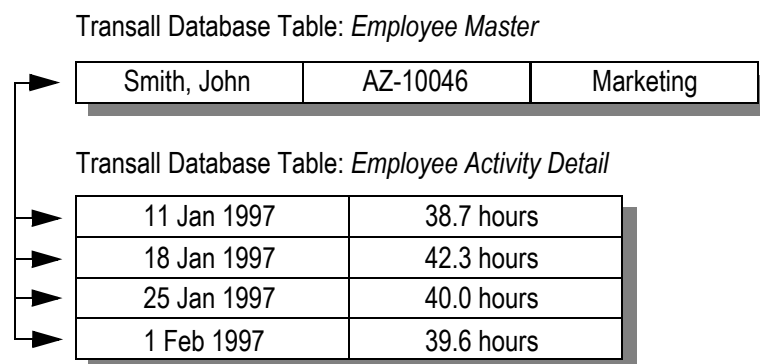 Transall Database Table: Employee Master
Smith, John AZ-10046 Marketing
Transall Database Table: Employee Activity Detail
11 Jan 1997 38.7 hours
18 Jan 1997 42.3 hours
25 Jan 1997 40.0 hours
1 Feb 1997 39.6 hours